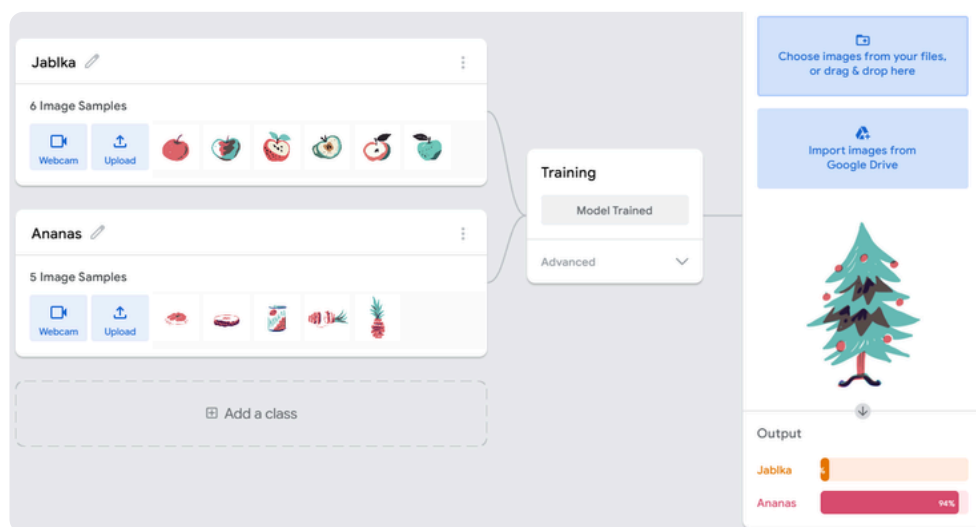 Jablka
6 Image Samples
Webcam
Upload
Ananas
5 Image Samples
Webcam
Upload
Add a class
Training
Model Trained
Advanced
Choose images from your files,
or drag & drop here
Import images from
Google Drive
Output
Jablka
Ananas
94%